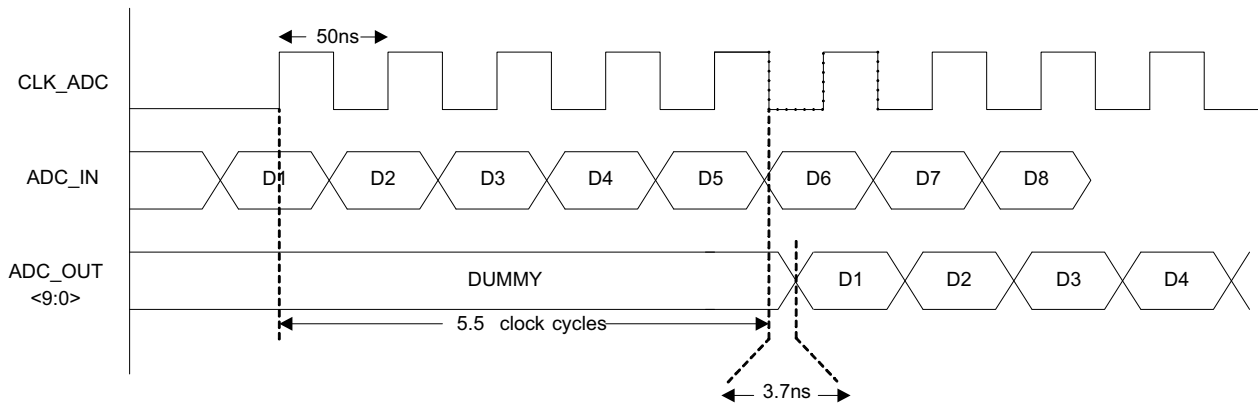 50ns
CLK_ADC
ADC_IN
D1 D2 D3 D4 D5 D6 D7 D8
ADC_OUT
<9:0>
DUMMY D1 D2 D3 D4
5.5 clock cycles
3.7ns